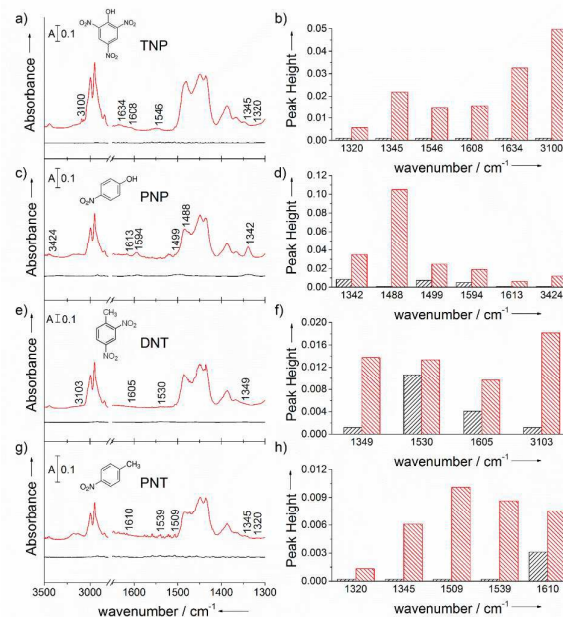 a)
A 0.1
OH
O₂N
NO₂
NO₂
TNP
Absorbance
3100
1634
1608
1546
1345
1320
b)
Peak Height
0.05
0.04
0.03
0.02
0.01
0.00
1320 1345 1546 1608 1634 3100
wavenumber / cm⁻¹
c)
A 0.1
OH
NO₂
PNP
Absorbance
3424
1613
1594
1499
1488
1342
d)
Peak Height
0.12
0.10
0.08
0.06
0.04
0.02
0.00
1342 1488 1499 1594 1613 3424
wavenumber / cm⁻¹
e)
A 0.1
CH₃
NO₂
NO₂
DNT
Absorbance
3103
1605
1530
1349
f)
Peak Height
0.020
0.016
0.012
0.008
0.004
0.000
1349 1530 1605 3103
wavenumber / cm⁻¹
g)
A 0.1
CH₃
O₂N
PNT
Absorbance
1610
1539
1509
1345
1320
3500 3000 1500 1400 1300
wavenumber / cm⁻¹
h)
Peak Height
0.012
0.009
0.006
0.003
0.000
1320 1345 1509 1539 1610
wavenumber / cm⁻¹